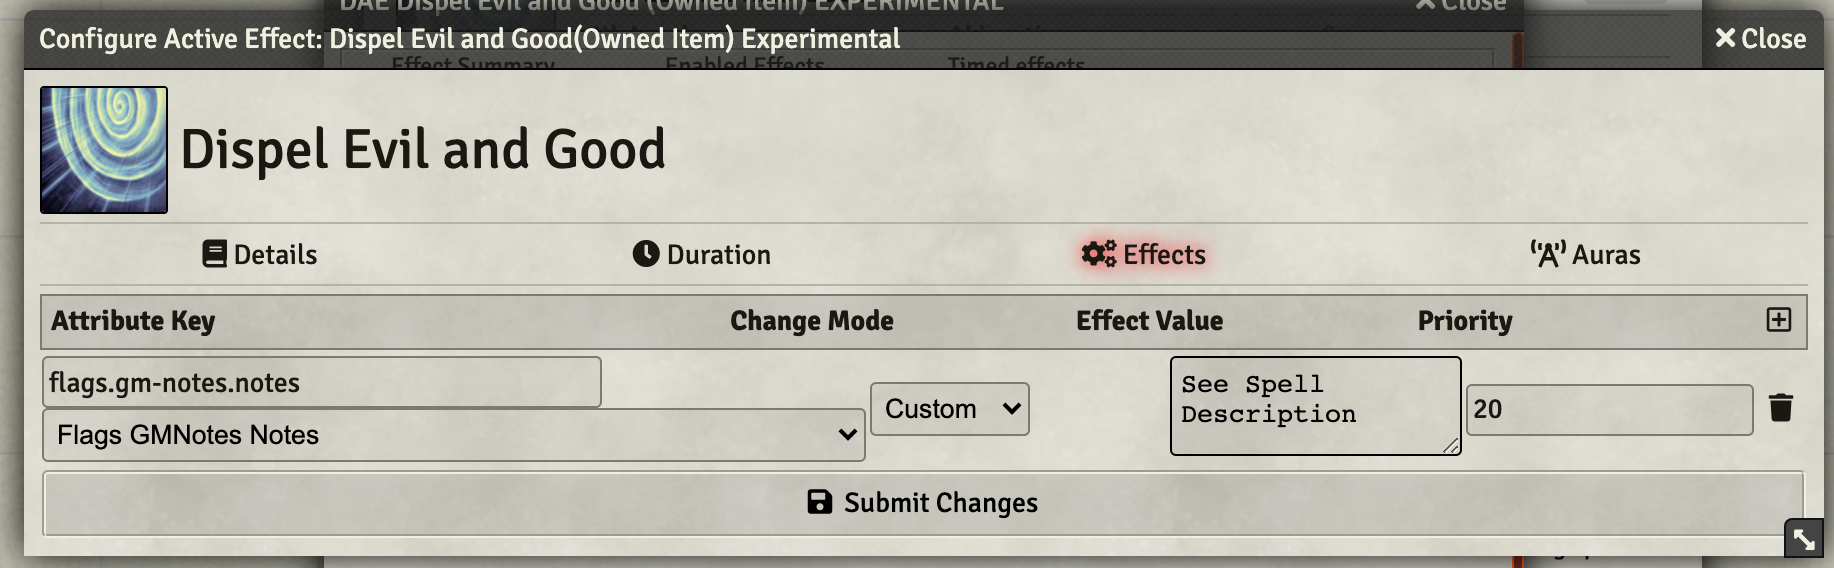 DAE Dispel Evil and Good (Owned Item) EXPERIMENTAL
Close
Configure Active Effect: Dispel Evil and Good(Owned Item) Experimental
Close
Effect Summary Enabled Effects Timed effects
Dispel Evil and Good
Details Duration Effects Auras
Attribute Key Change Mode Effect Value Priority
flags.gm-notes.notes
Flags GMNotes Notes
Custom
See Spell
Description
20
Submit Changes